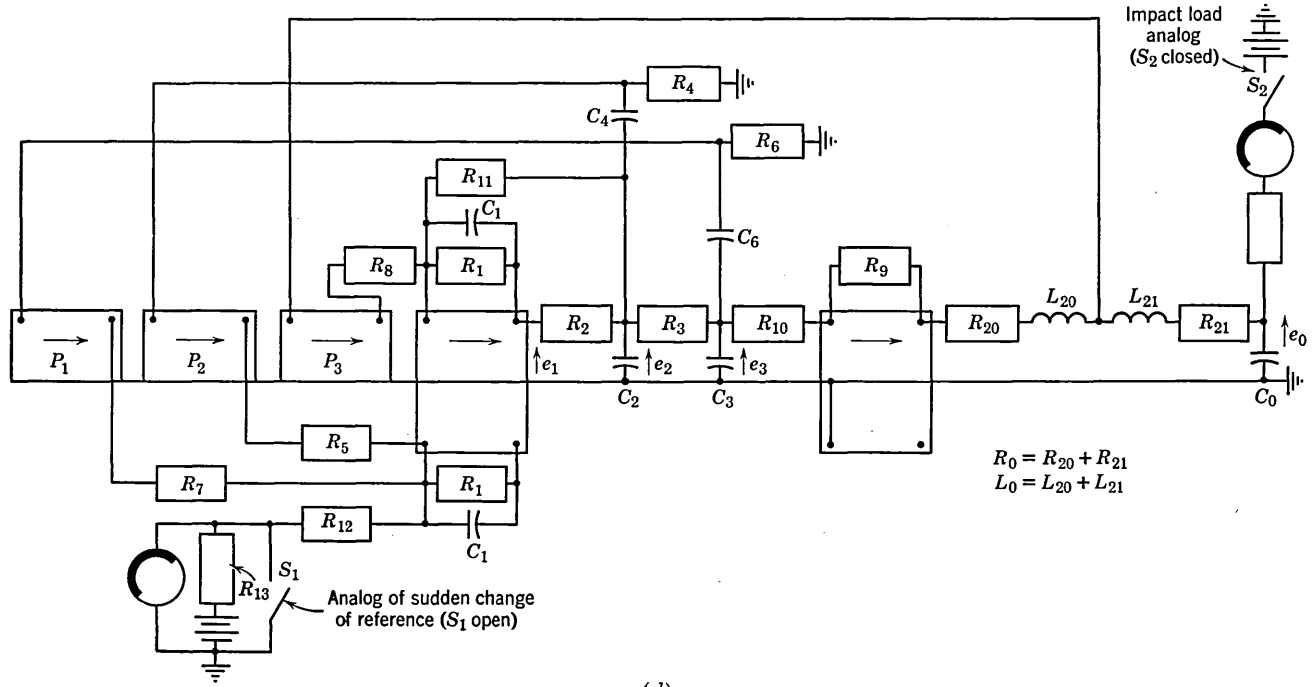 Impact load
analog
(S₂ closed)
S₂
R₄
C₄
R₆
R₁₁
C₁
C₆
R₈
R₁
R₉
L₂₀
L₂₁
R₂
R₃
R₁₀
R₂₀
R₂₁
P₁
P₂
P₃
e₁
e₂
e₃
e₀
C₂
C₃
C₀
R₅
R₀ = R₂₀ + R₂₁
L₀ = L₂₀ + L₂₁
R₇
R₁
R₁₂
C₁
S₁
R₁₃
Analog of sudden change
of reference (S₁ open)